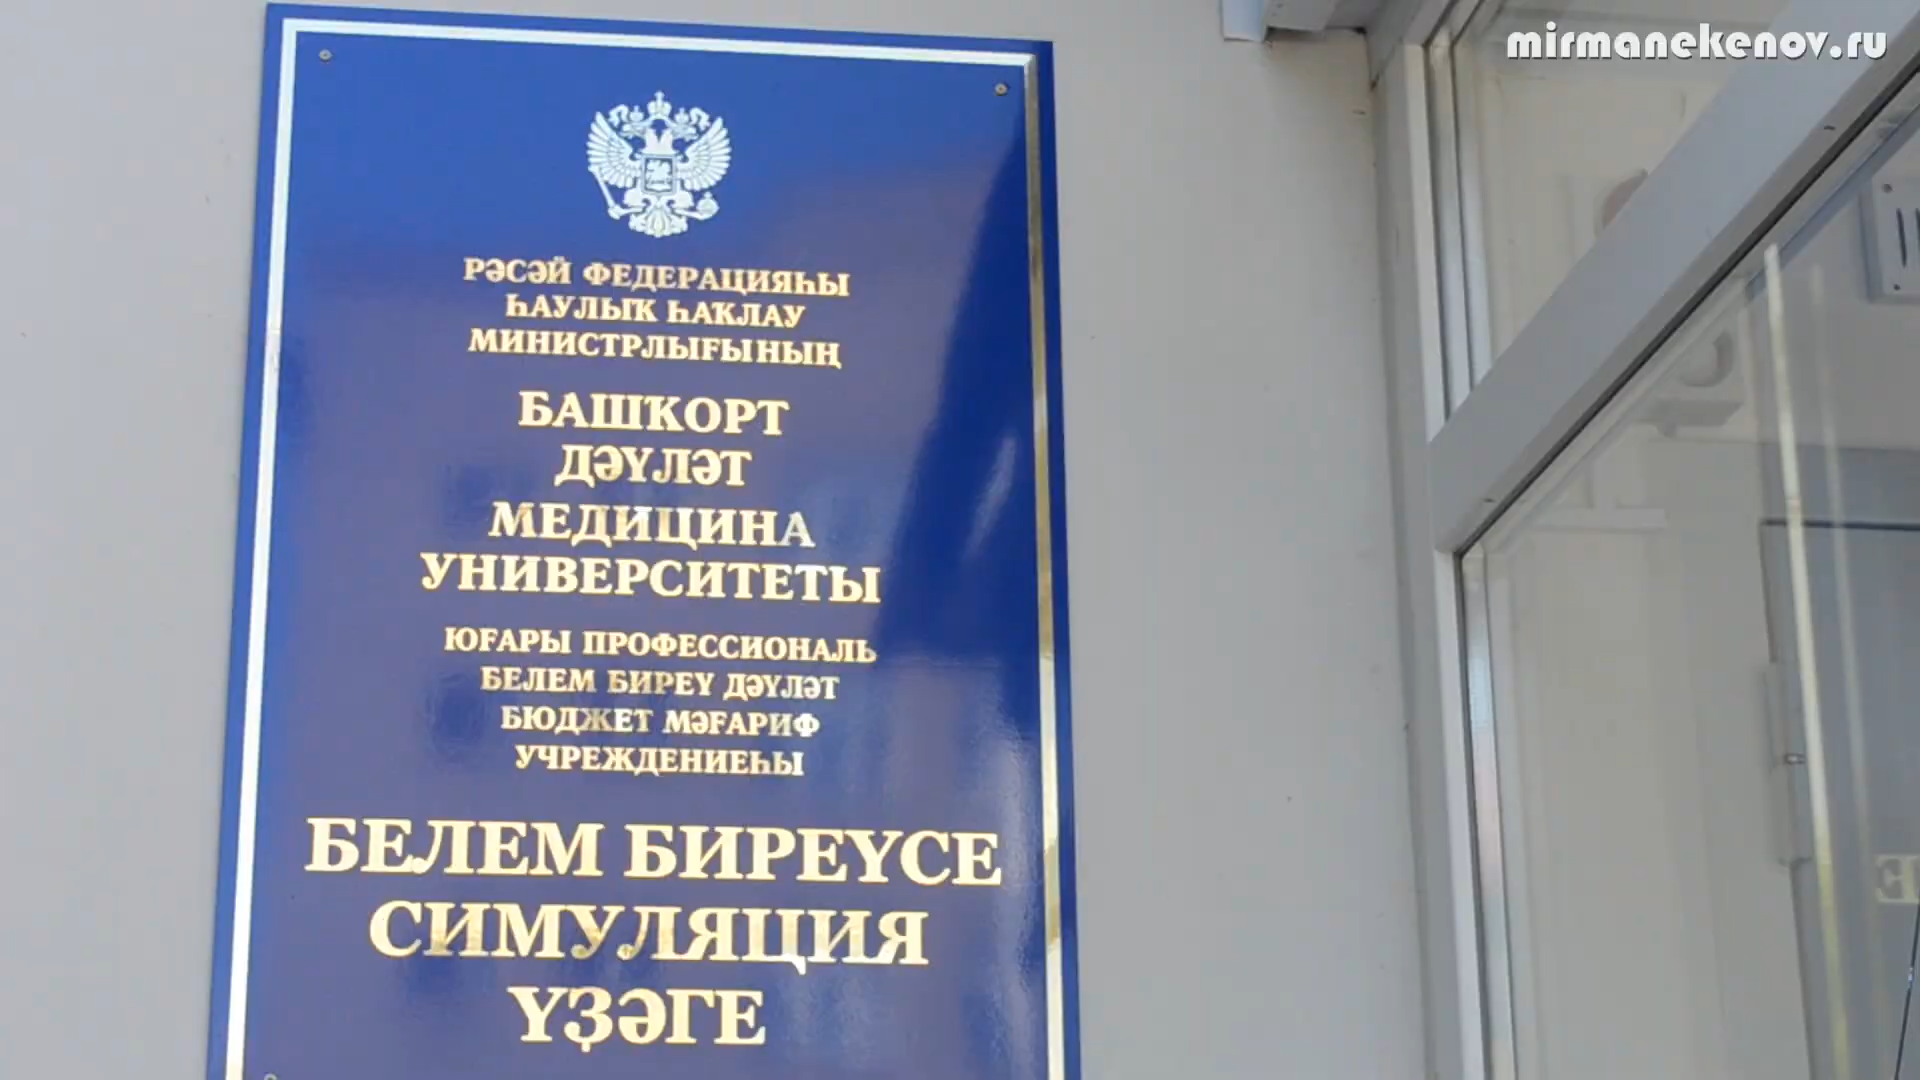 mirmanekenov.ru
РӘСӘЙ ФЕДЕРАЦИЯҺЫ
ҺАУЛЫҠ ҺАҠЛАУ
МИНИСТРЛЫҒЫНЫҢ
БАШҠОРТ
ДӘҮЛӘТ
МЕДИЦИНА
УНИВЕРСИТЕТЫ
ЮҒАРЫ ПРОФЕССИОНАЛЬ
БЕЛЕМ БИРЕҮ ДӘҮЛӘТ
БЮДЖЕТ МӘҒАРИФ
УЧРЕЖДЕНИЕҺЫ
БЕЛЕМ БИРЕҮСЕ
СИМУЛЯЦИЯ
ҮҘӘГЕ